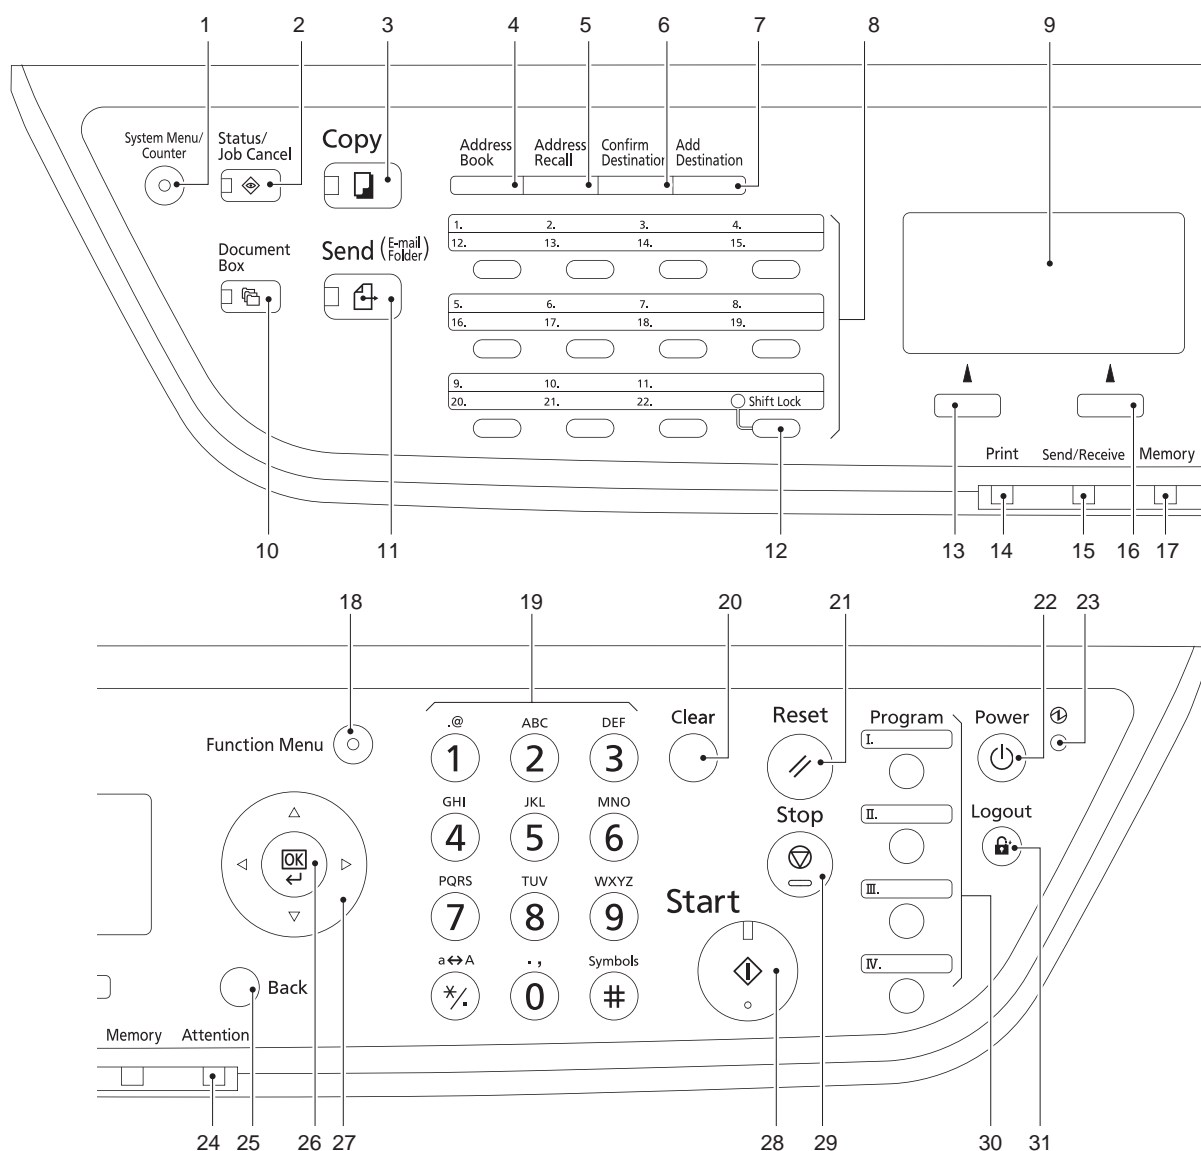 1 2 3 4 5 6 7 8 9
System Menu/
Counter
Status/
Job Cancel
Copy
Address
Book
Address
Recall
Confirm
Destination
Add
Destination
1. 2. 3. 4.
12. 13. 14. 15.
Document
Box
Send (E-mail
Folder)
5. 6. 7. 8.
16. 17. 18. 19.
9. 10. 11.
20. 21. 22. Shift Lock
Print Send/Receive Memory
10 11 12 13 14 15 16 17
18 19 20 21 22 23
Function Menu
.@ ABC DEF
1 2 3
GHI JKL MNO
4 5 6
PQRS TUV WXYZ
7 8 9
a↔A ., Symbols
*/. 0 #
Clear
Reset
Stop
Start
Program
I.
II.
III.
IV.
Power
Logout
OK
Back
Memory Attention
24 25 26 27 28 29 30 31